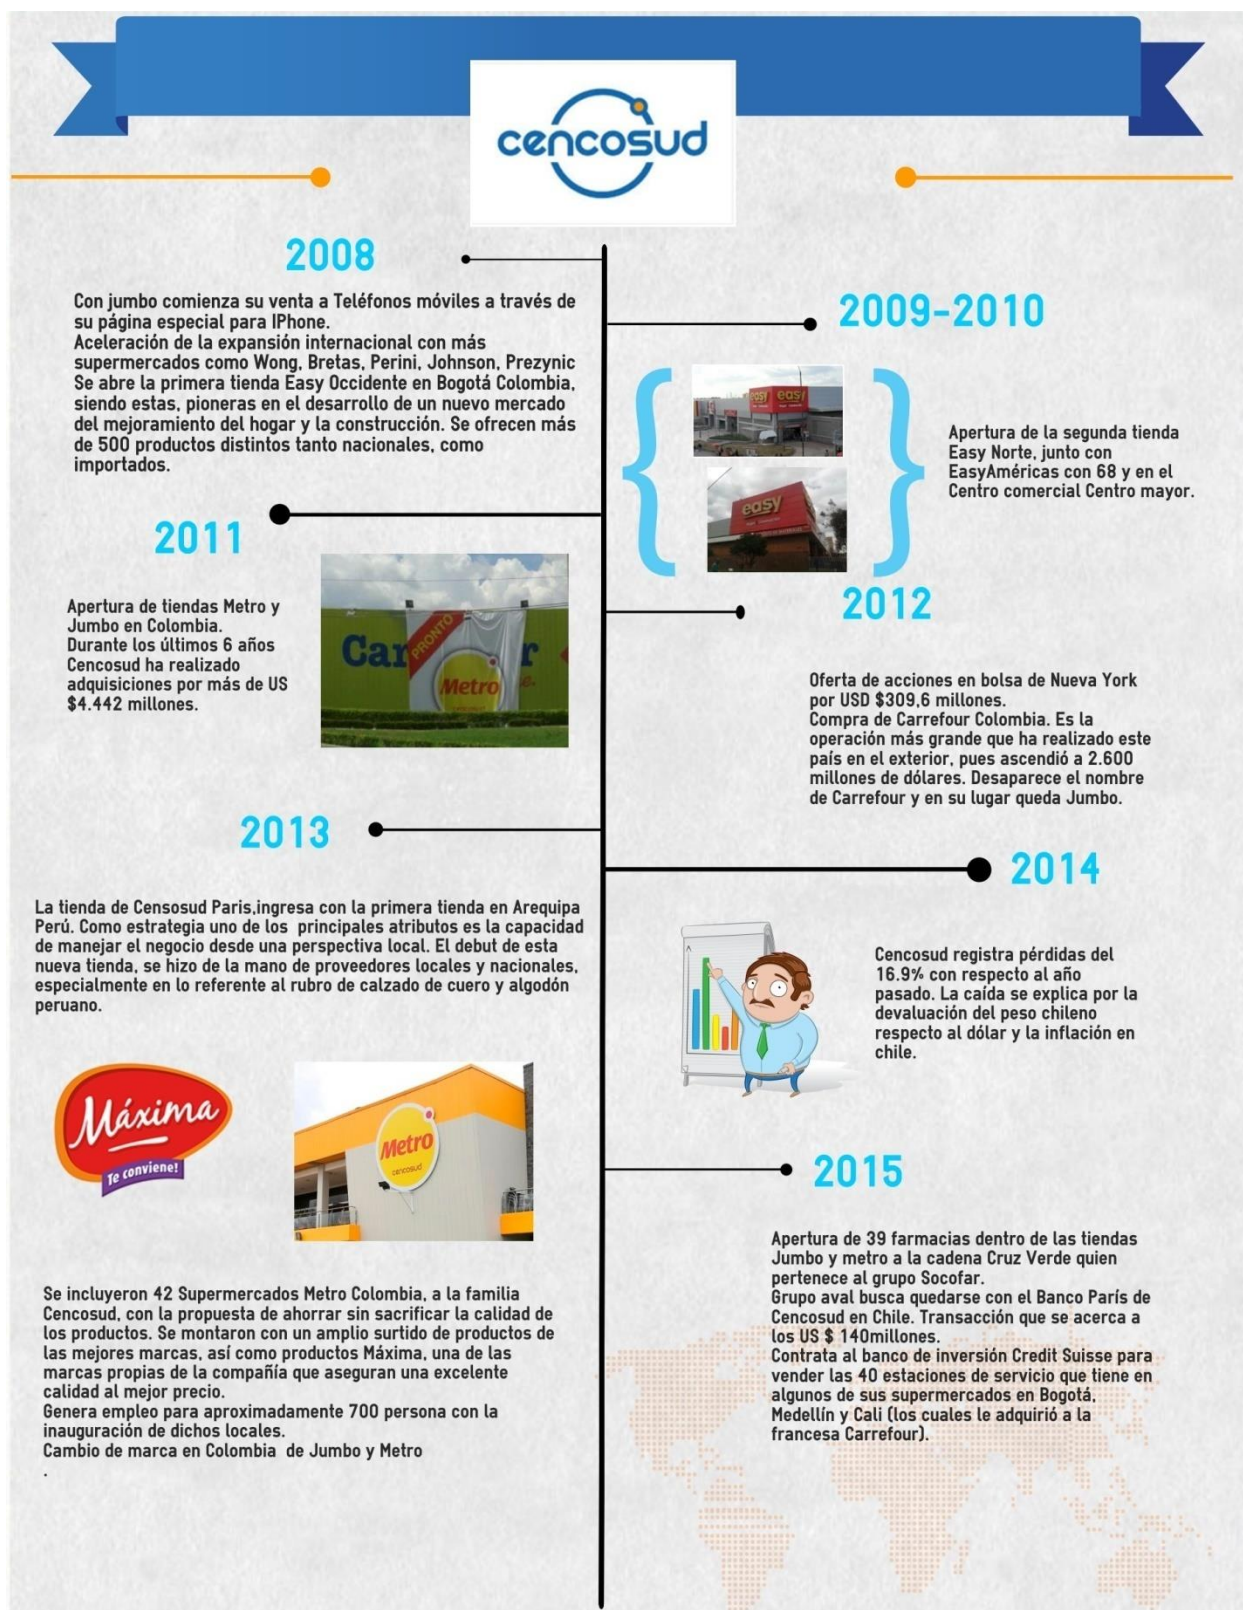 cencosud
2008
Con jumbo comienza su venta a Teléfonos móviles a través de
su página especial para IPhone.
Aceleración de la expansión internacional con más
supermercados como Wong, Bretas, Perini, Johnson, Prezynic
Se abre la primera tienda Easy Occidente en Bogotá Colombia,
siendo estas, pioneras en el desarrollo de un nuevo mercado
del mejoramiento del hogar y la construcción. Se ofrecen más
de 500 productos distintos tanto nacionales, como
importados.
2009-2010
easy easy
easy
Apertura de la segunda tienda
Easy Norte, junto con
EasyAméricas con 68 y en el
Centro comercial Centro mayor.
2011
Apertura de tiendas Metro y
Jumbo en Colombia.
Durante los últimos 6 años
Cencosud ha realizado
adquisiciones por más de US
$4.442 millones.
Car r
PRONTO
Metro
cencosud
2012
Oferta de acciones en bolsa de Nueva York
por USD $309,6 millones.
Compra de Carrefour Colombia. Es la
operación más grande que ha realizado este
país en el exterior, pues ascendió a 2.600
millones de dólares. Desaparece el nombre
de Carrefour y en su lugar queda Jumbo.
2013
La tienda de Censosud Paris,ingresa con la primera tienda en Arequipa
Perú. Como estrategia uno de los principales atributos es la capacidad
de manejar el negocio desde una perspectiva local. El debut de esta
nueva tienda, se hizo de la mano de proveedores locales y nacionales,
especialmente en lo referente al rubro de calzado de cuero y algodón
peruano.
Máxima
Te conviene!
Metro
cencosud
Se incluyeron 42 Supermercados Metro Colombia, a la familia
Cencosud, con la propuesta de ahorrar sin sacrificar la calidad de
los productos. Se montaron con un amplio surtido de productos de
las mejores marcas, así como productos Máxima, una de las
marcas propias de la compañía que aseguran una excelente
calidad al mejor precio.
Genera empleo para aproximadamente 700 persona con la
inauguración de dichos locales.
Cambio de marca en Colombia de Jumbo y Metro
.
2014
Cencosud registra pérdidas del
16.9% con respecto al año
pasado. La caída se explica por la
devaluación del peso chileno
respecto al dólar y la inflación en
chile.
2015
Apertura de 39 farmacias dentro de las tiendas
Jumbo y metro a la cadena Cruz Verde quien
pertenece al grupo Socofar.
Grupo aval busca quedarse con el Banco París de
Cencosud en Chile. Transacción que se acerca a
los US $ 140millones.
Contrata al banco de inversión Credit Suisse para
vender las 40 estaciones de servicio que tiene en
algunos de sus supermercados en Bogotá,
Medellín y Cali (los cuales le adquirió a la
francesa Carrefour).